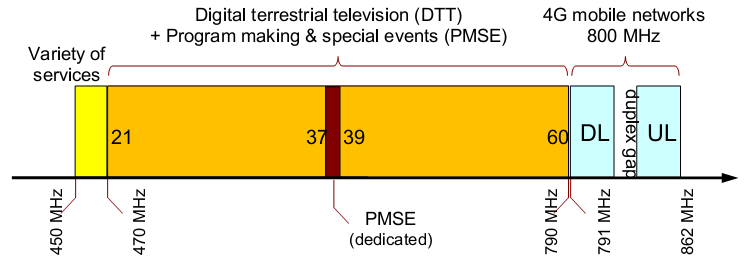 Digital terrestrial television (DTT)
+ Program making & special events (PMSE)
4G mobile networks
800 MHz
Variety of
services
21
37
39
60
DL
duplex gap
UL
450 MHz
470 MHz
PMSE
(dedicated)
790 MHz
791 MHz
862 MHz